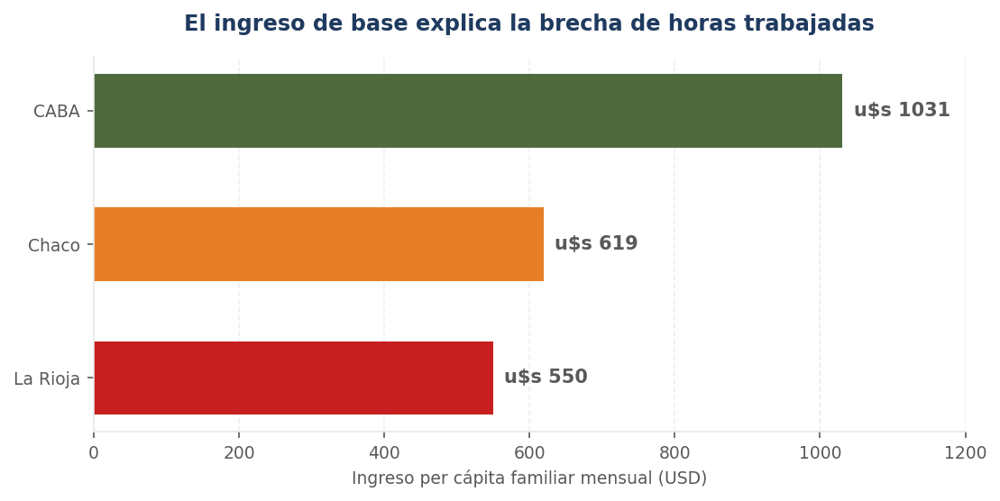 El ingreso de base explica la brecha de horas trabajadas
CABA
u$s 1031
Chaco
u$s 619
La Rioja
u$s 550
0 200 400 600 800 1000 1200
Ingreso per cápita familiar mensual (USD)